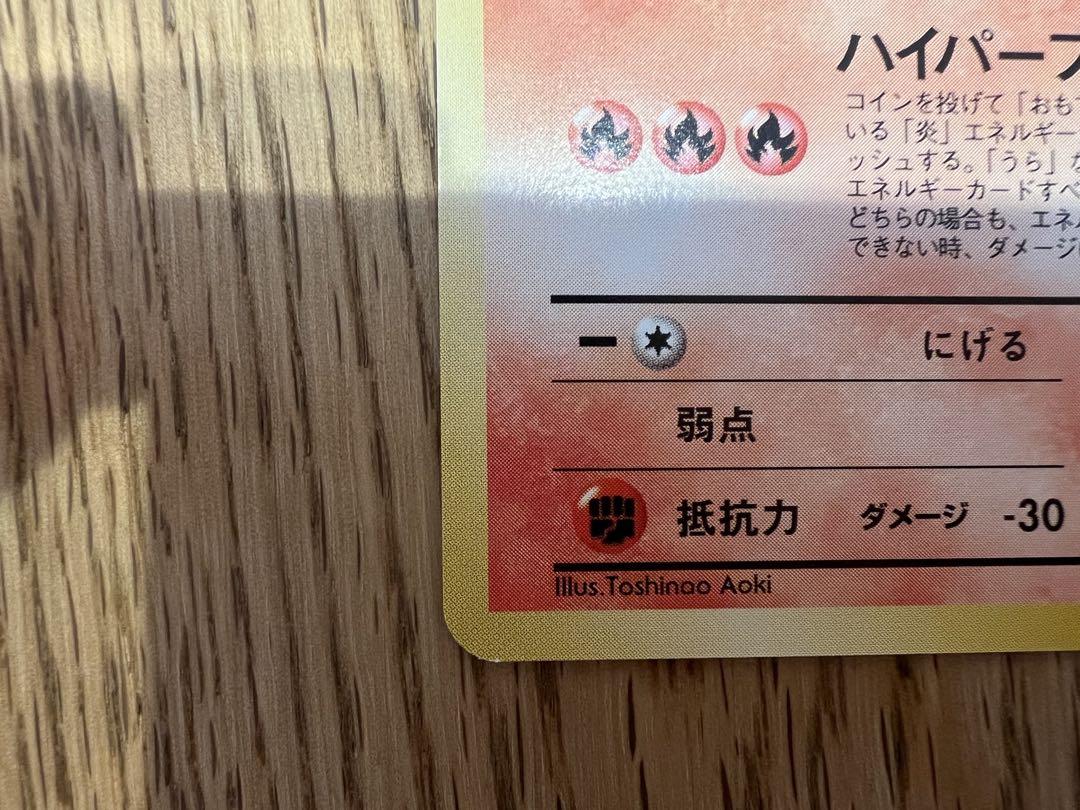 ハイパーフ
コインを投げて「おもて
いる「炎」エネルギー
ッシュする。「うら」な
エネルギーカードすべ
どちらの場合も、エネル
できない時、ダメージ
にげる
弱点
抵抗力 ダメージ -30
Illus.Toshinao Aoki